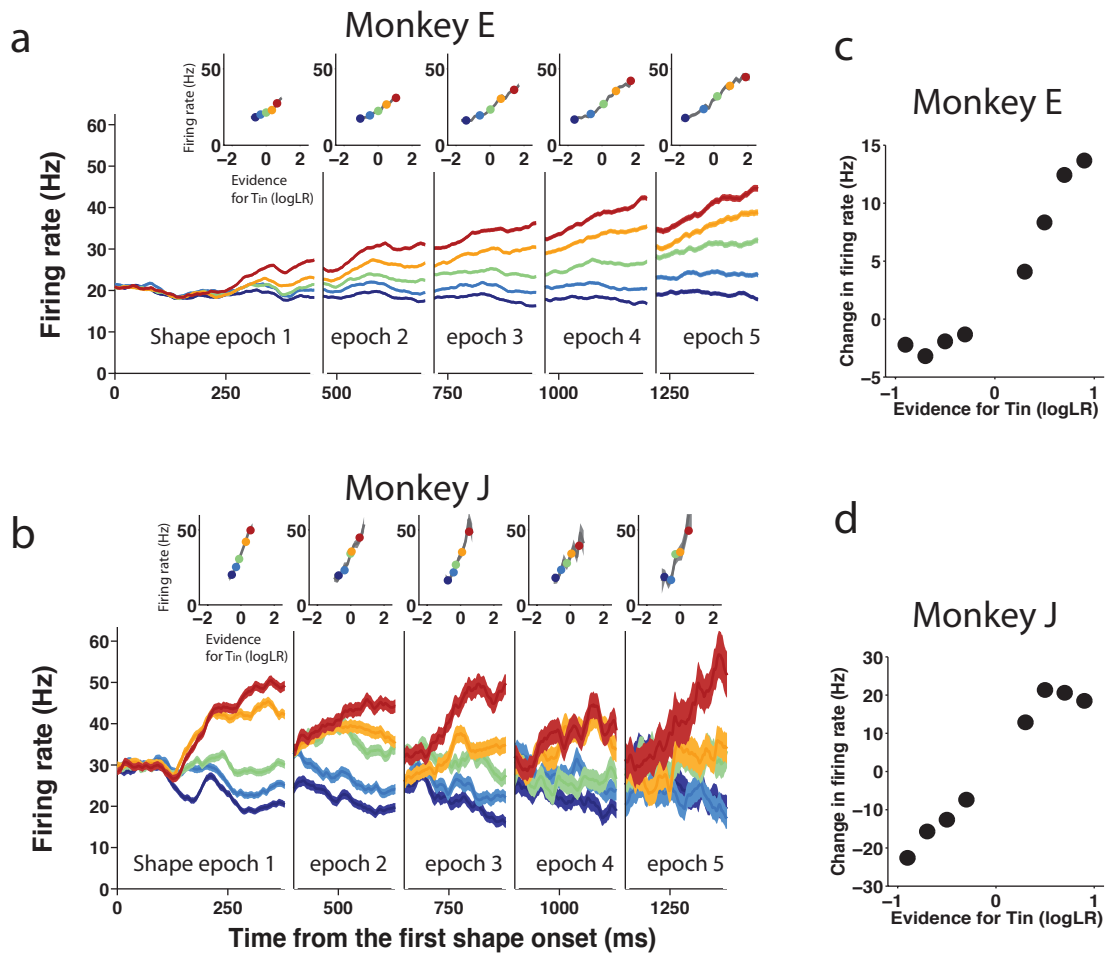 a
Monkey E
Firing rate (Hz)
50
0
−2 0 2
50
0
−2 0 2
50
0
−2 0 2
50
0
−2 0 2
50
0
−2 0 2
Evidence
for Tin (logLR)
Firing rate (Hz)
60
50
40
30
20
10
0
Shape epoch 1
epoch 2
epoch 3
epoch 4
epoch 5
0 250 500 750 1000 1250
b
Monkey J
Firing rate (Hz)
50
0
−2 0 2
50
0
−2 0 2
50
0
−2 0 2
50
0
−2 0 2
50
0
−2 0 2
Evidence
for Tin (logLR)
Firing rate (Hz)
60
50
40
30
20
10
0
Shape epoch 1
epoch 2
epoch 3
epoch 4
epoch 5
0 250 500 750 1000 1250
Time from the first shape onset (ms)
c
Monkey E
Change in firing rate (Hz)
15
10
5
0
−5
−1 0 1
Evidence for Tin (logLR)
d
Monkey J
Change in firing rate (Hz)
30
20
10
0
−10
−20
−30
−1 0 1
Evidence for Tin (logLR)